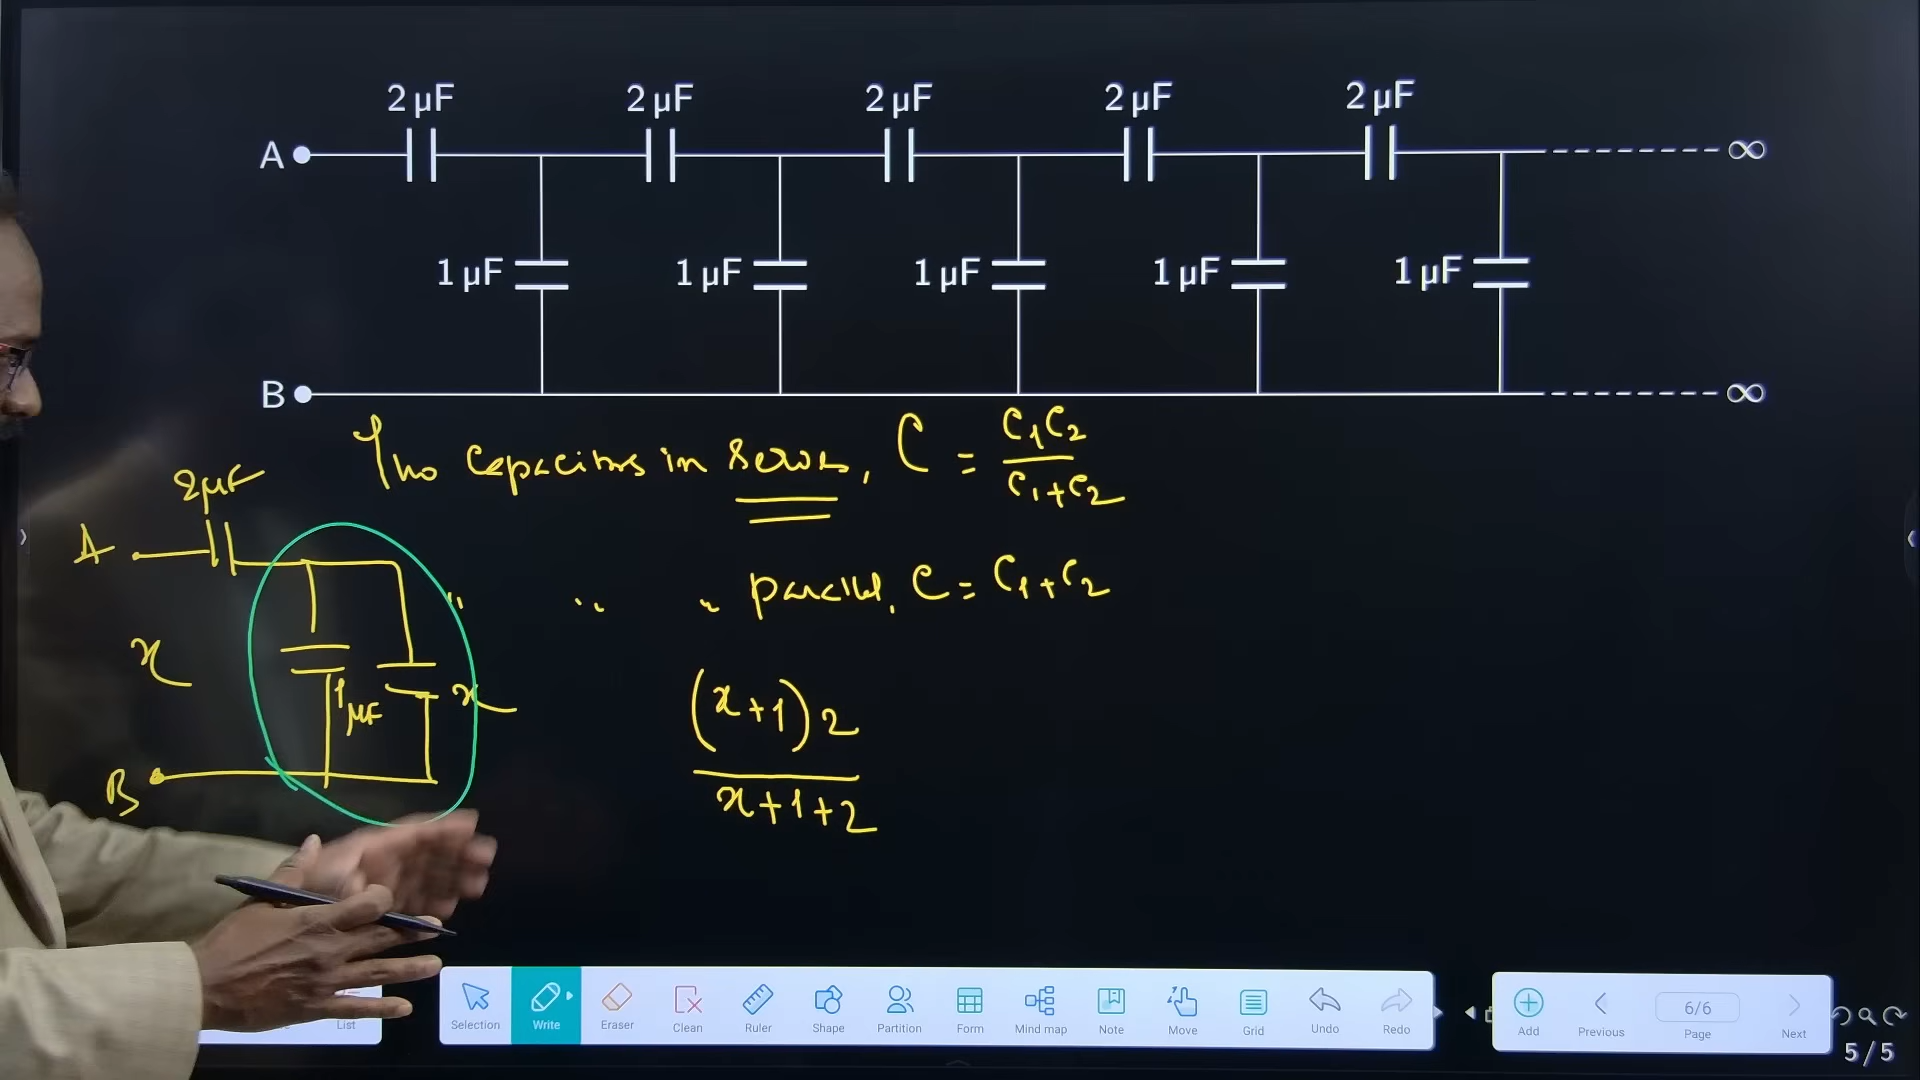 2 µF 2 µF 2 µF 2 µF 2 µF
A ∞
1 µF 1 µF 1 µF 1 µF 1 µF
B ∞
Two capacitors in series, C = C1C2 / C1+C2
2µF
A
" " " parallel, C = C1+C2
x
1 µF x
(x+1)2 / x+1+2
B
List
Selection Write Eraser Clean Ruler Shape Partition Form Mind map Note Move Grid Undo Redo
Add Previous 6/6 Page Next
5/5